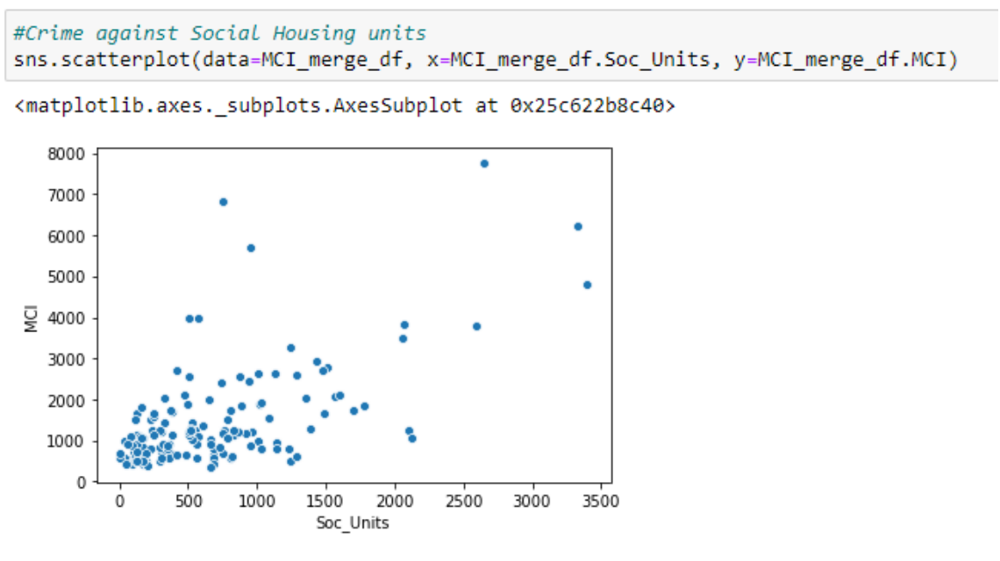 #Crime against Social Housing units
sns.scatterplot(data=MCI_merge_df, x=MCI_merge_df.Soc_Units, y=MCI_merge_df.MCI)
<matplotlib.axes._subplots.AxesSubplot at 0x25c622b8c40>
8000
7000
6000
5000
4000
3000
2000
1000
0
MCI
0 500 1000 1500 2000 2500 3000 3500
Soc_Units